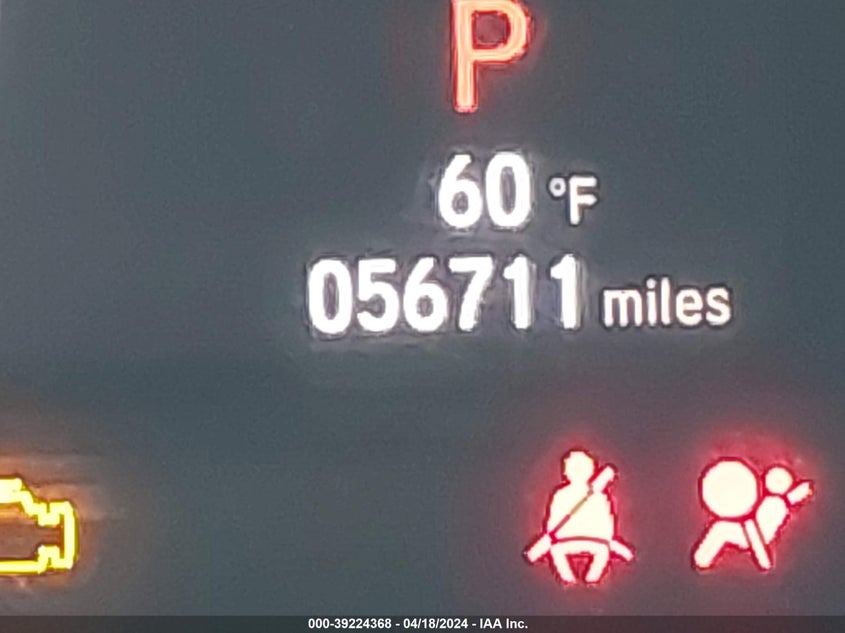 P
60 °F
056711 miles
000-39224368 - 04/18/2024 - IAA Inc.